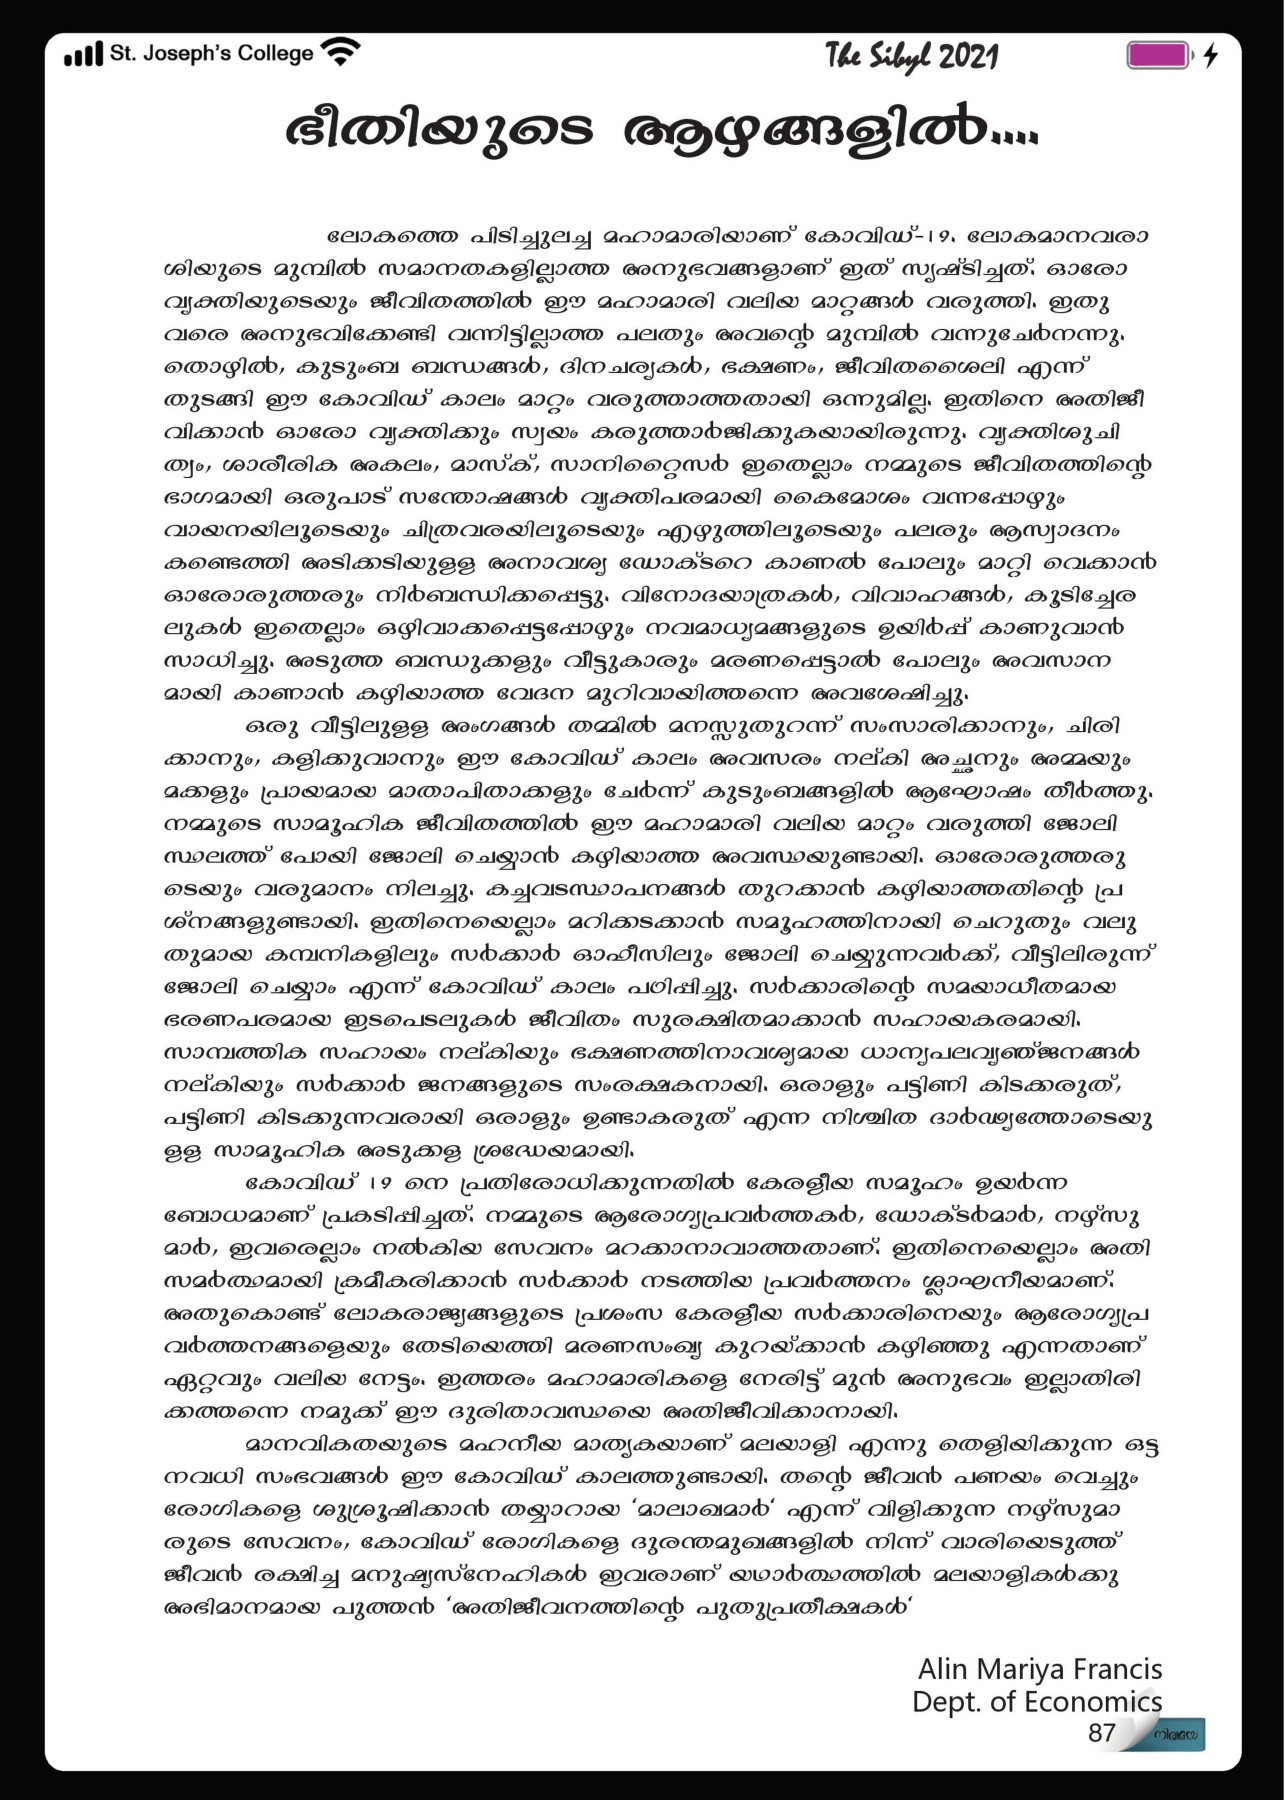 St. Joseph's College
The Sibyl 2021
ഭീതിയുടെ ആഴങ്ങളിൽ....
ലോകത്തെ പിടിച്ചുലച്ച മഹാമാരിയാണ് കോവിഡ്-19. ലോകമാനവരാ
ശിയുടെ മുമ്പിൽ സമാനതകളില്ലാത്ത അനുഭവങ്ങളാണ് ഇത് സൃഷ്ടിച്ചത്. ഓരോ
വ്യക്തിയുടെയും ജീവിതത്തിൽ ഈ മഹാമാരി വലിയ മാറ്റങ്ങൾ വരുത്തി. ഇതു
വരെ അനുഭവിക്കേണ്ടി വന്നിട്ടില്ലാത്ത പലതും അവന്റെ മുമ്പിൽ വന്നുചേർനന്നു.
തൊഴിൽ, കുടുംബ ബന്ധങ്ങൾ, ദിനചര്യകൾ, ഭക്ഷണം, ജീവിതശൈലി എന്ന്
തുടങ്ങി ഈ കോവിഡ് കാലം മാറ്റം വരുത്താത്തതായി ഒന്നുമില്ല. ഇതിനെ അതിജീ
വിക്കാൻ ഓരോ വ്യക്തിക്കും സ്വയം കരുത്താർജിക്കുകയായിരുന്നു. വ്യക്തിശുചി
ത്വം, ശാരീരിക അകലം, മാസ്ക്, സാനിറ്റൈസർ ഇതെല്ലാം നമ്മുടെ ജീവിതത്തിന്റെ
ഭാഗമായി ഒരുപാട് സന്തോഷങ്ങൾ വ്യക്തിപരമായി കൈമോശം വന്നപ്പോഴും
വായനയിലൂടെയും ചിത്രവരയിലൂടെയും എഴുത്തിലൂടെയും പലരും ആസ്വാദനം
കണ്ടെത്തി അടിക്കടിയുളള അനാവശ്യ ഡോക്ടറെ കാണൽ പോലും മാറ്റി വെക്കാൻ
ഓരോരുത്തരും നിർബന്ധിക്കപ്പെട്ടു. വിനോദയാത്രകൾ, വിവാഹങ്ങൾ, കൂടിച്ചേര
ലുകൾ ഇതെല്ലാം ഒഴിവാക്കപ്പെട്ടപ്പോഴും നവമാധ്യമങ്ങളുടെ ഉയിർപ്പ് കാണുവാൻ
സാധിച്ചു. അടുത്ത ബന്ധുക്കളും വീട്ടുകാരും മരണപ്പെട്ടാൽ പോലും അവസാന
മായി കാണാൻ കഴിയാത്ത വേദന മുറിവായിത്തന്നെ അവശേഷിച്ചു.
ഒരു വീട്ടിലുളള അംഗങ്ങൾ തമ്മിൽ മനസ്സുതുറന്ന് സംസാരിക്കാനും, ചിരി
ക്കാനും, കളിക്കുവാനും ഈ കോവിഡ് കാലം അവസരം നല്കി അച്ഛനും അമ്മയും
മക്കളും പ്രായമായ മാതാപിതാക്കളും ചേർന്ന് കുടുംബങ്ങളിൽ ആഘോഷം തീർത്തു.
നമ്മുടെ സാമൂഹിക ജീവിതത്തിൽ ഈ മഹാമാരി വലിയ മാറ്റം വരുത്തി ജോലി
സ്ഥലത്ത് പോയി ജോലി ചെയ്യാൻ കഴിയാത്ത അവസ്ഥയുണ്ടായി. ഓരോരുത്തരു
ടെയും വരുമാനം നിലച്ചു. കച്ചവടസ്ഥാപനങ്ങൾ തുറക്കാൻ കഴിയാത്തതിന്റെ പ്ര
ശ്നങ്ങളുണ്ടായി. ഇതിനെയെല്ലാം മറിക്കടക്കാൻ സമൂഹത്തിനായി ചെറുതും വലു
തുമായ കമ്പനികളിലും സർക്കാർ ഓഫീസിലും ജോലി ചെയ്യുന്നവർക്ക്, വീട്ടിലിരുന്ന്
ജോലി ചെയ്യാം എന്ന് കോവിഡ് കാലം പഠിപ്പിച്ചു. സർക്കാരിന്റെ സമയാധീതമായ
ഭരണപരമായ ഇടപെടലുകൾ ജീവിതം സുരക്ഷിതമാക്കാൻ സഹായകരമായി.
സാമ്പത്തിക സഹായം നല്കിയും ഭക്ഷണത്തിനാവശ്യമായ ധാന്യപലവ്യഞ്ജനങ്ങൾ
നല്കിയും സർക്കാർ ജനങ്ങളുടെ സംരക്ഷകനായി. ഒരാളും പട്ടിണി കിടക്കരുത്,
പട്ടിണി കിടക്കുന്നവരായി ഒരാളും ഉണ്ടാകരുത് എന്ന നിശ്ചിത ദാർഢ്യത്തോടെയു
ളള സാമൂഹിക അടുക്കള ശ്രദ്ധേയമായി.
കോവിഡ് 19 നെ പ്രതിരോധിക്കുന്നതിൽ കേരളീയ സമൂഹം ഉയർന്ന
ബോധമാണ് പ്രകടിപ്പിച്ചത്. നമ്മുടെ ആരോഗ്യപ്രവർത്തകർ, ഡോക്ടർമാർ, നഴ്സു
മാർ, ഇവരെല്ലാം നൽകിയ സേവനം മറക്കാനാവാത്തതാണ്. ഇതിനെയെല്ലാം അതി
സമർത്ഥമായി ക്രമീകരിക്കാൻ സർക്കാർ നടത്തിയ പ്രവർത്തനം ശ്ലാഘനീയമാണ്.
അതുകൊണ്ട് ലോകരാജ്യങ്ങളുടെ പ്രശംസ കേരളീയ സർക്കാരിനെയും ആരോഗ്യപ്ര
വർത്തനങ്ങളെയും തേടിയെത്തി മരണസംഖ്യ കുറയ്ക്കാൻ കഴിഞ്ഞു എന്നതാണ്
ഏറ്റവും വലിയ നേട്ടം. ഇത്തരം മഹാമാരികളെ നേരിട്ട് മുൻ അനുഭവം ഇല്ലാതിരി
ക്കത്തന്നെ നമുക്ക് ഈ ദുരിതാവസ്ഥയെ അതിജീവിക്കാനായി.
മാനവികതയുടെ മഹനീയ മാതൃകയാണ് മലയാളി എന്നു തെളിയിക്കുന്ന ഒട്ട
നവധി സംഭവങ്ങൾ ഈ കോവിഡ് കാലത്തുണ്ടായി. തന്റെ ജീവൻ പണയം വെച്ചും
രോഗികളെ ശുശ്രൂഷിക്കാൻ തയ്യാറായ 'മാലാഖമാർ' എന്ന് വിളിക്കുന്ന നഴ്സുമാ
രുടെ സേവനം, കോവിഡ് രോഗികളെ ദുരന്തമുഖങ്ങളിൽ നിന്ന് വാരിയെടുത്ത്
ജീവൻ രക്ഷിച്ച മനുഷ്യസ്നേഹികൾ ഇവരാണ് യഥാർത്ഥത്തിൽ മലയാളികൾക്കു
അഭിമാനമായ പുത്തൻ 'അതിജീവനത്തിന്റെ പുതുപ്രതീക്ഷകൾ'
Alin Mariya Francis
Dept. of Economics
87